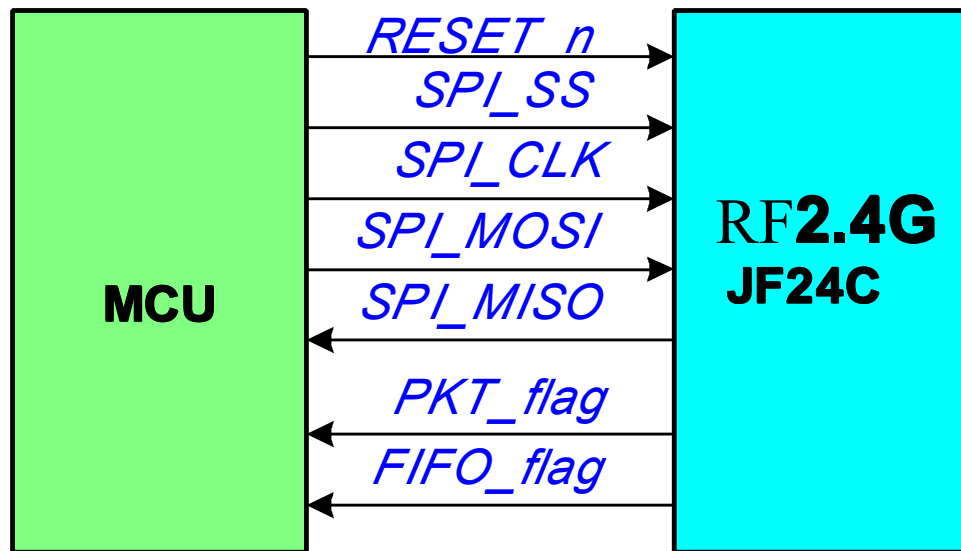 RESET_n
SPI_SS
SPI_CLK
SPI_MOSI
SPI_MISO
PKT_flag
FIFO_flag
MCU
RF2.4G
JF24C